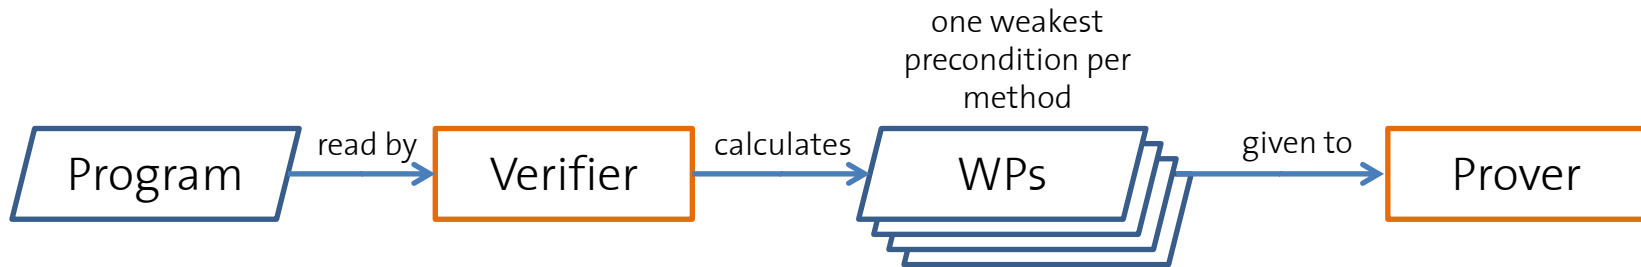 one weakest
precondition per
method
Program
read by
Verifier
calculates
WPs
given to
Prover